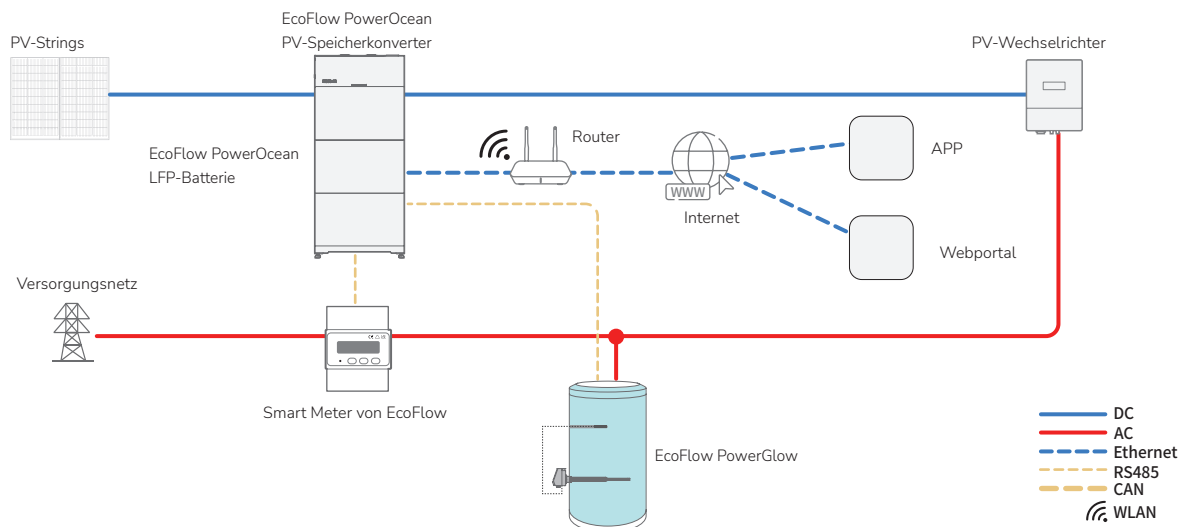 EcoFlow PowerOcean
PV-Speicherkonverter
PV-Strings
PV-Wechselrichter
Router
EcoFlow PowerOcean
LFP-Batterie
APP
WWW
Internet
Webportal
Versorgungsnetz
Smart Meter von EcoFlow
EcoFlow PowerGlow
DC
AC
Ethernet
RS485
CAN
WLAN